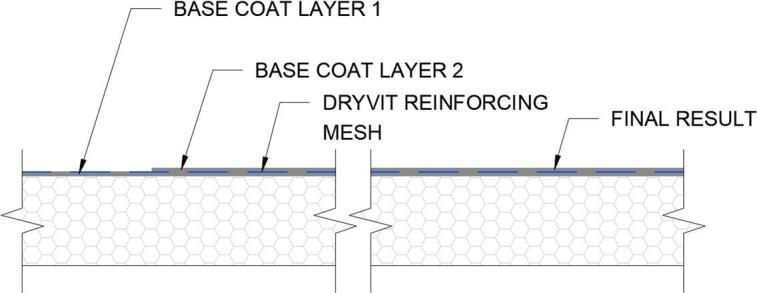 BASE COAT LAYER 1
BASE COAT LAYER 2
DRYVIT REINFORCING
MESH
FINAL RESULT